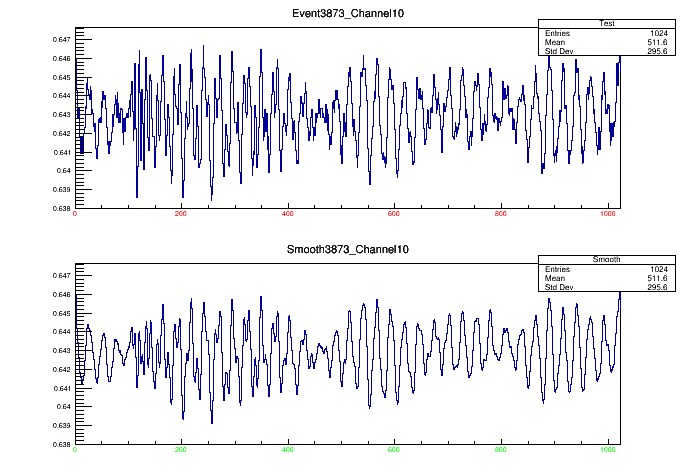 Event3873_Channel10
Test
Entries 1024
Mean 511.6
Std Dev 295.6
0.647
0.646
0.645
0.644
0.643
0.642
0.641
0.64
0.639
0.638
0 200 400 600 800 1000
Smooth3873_Channel10
Smooth
Entries 1024
Mean 511.6
Std Dev 295.6
0.647
0.646
0.645
0.644
0.643
0.642
0.641
0.64
0.639
0.638
0 200 400 600 800 1000